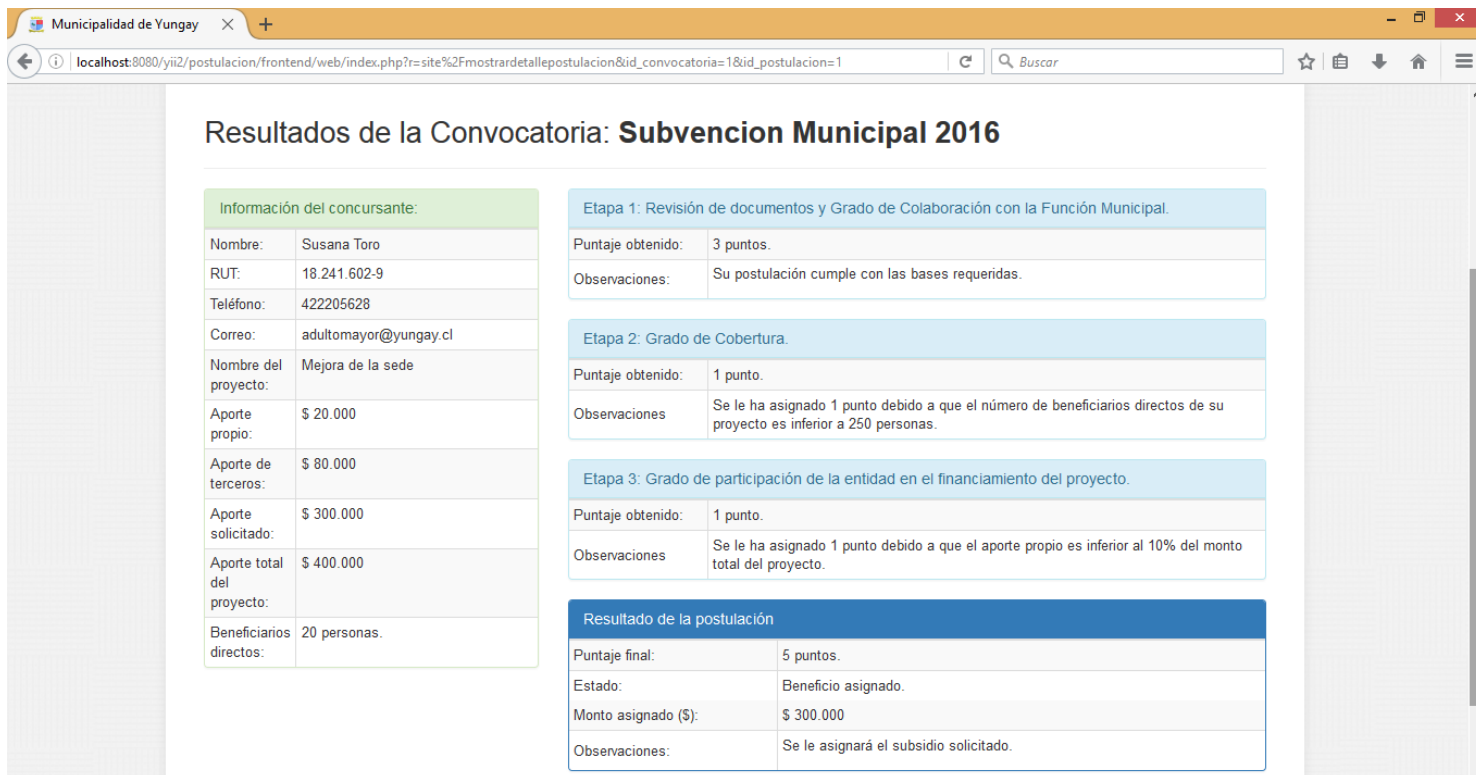 Municipalidad de Yungay
localhost:8080/yii2/postulacion/frontend/web/index.php?r=site%2Fmostrardetallepostulacion&id_convocatoria=1&id_postulacion=1
Buscar
Resultados de la Convocatoria: Subvencion Municipal 2016
Información del concursante:
Nombre: Susana Toro
RUT: 18.241.602-9
Teléfono: 422205628
Correo: adultomayor@yungay.cl
Nombre del Mejora de la sede
proyecto:
Aporte $ 20.000
propio:
Aporte de $ 80.000
terceros:
Aporte $ 300.000
solicitado:
Aporte total $ 400.000
del
proyecto:
Beneficiarios 20 personas.
directos:
Etapa 1: Revisión de documentos y Grado de Colaboración con la Función Municipal.
Puntaje obtenido: 3 puntos.
Observaciones: Su postulación cumple con las bases requeridas.
Etapa 2: Grado de Cobertura.
Puntaje obtenido: 1 punto.
Observaciones Se le ha asignado 1 punto debido a que el número de beneficiarios directos de su
proyecto es inferior a 250 personas.
Etapa 3: Grado de participación de la entidad en el financiamiento del proyecto.
Puntaje obtenido: 1 punto.
Observaciones Se le ha asignado 1 punto debido a que el aporte propio es inferior al 10% del monto
total del proyecto.
Resultado de la postulación
Puntaje final: 5 puntos.
Estado: Beneficio asignado.
Monto asignado ($): $ 300.000
Observaciones: Se le asignará el subsidio solicitado.